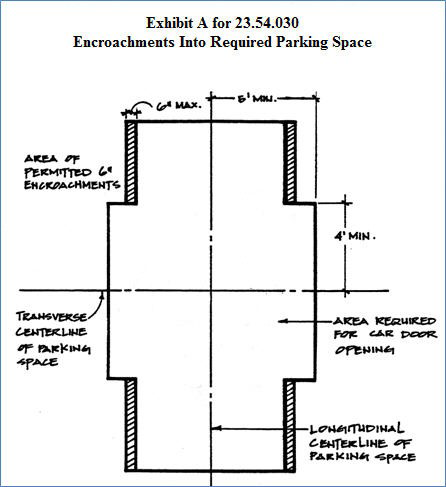 Exhibit A for 23.54.030
Encroachments Into Required Parking Space
6" MAX.
5' MIN.
AREA OF
PERMITTED 6"
ENCROACHMENTS
4' MIN.
TRANSVERSE
CENTERLINE
OF PARKING
SPACE
AREA REQUIRED
FOR CAR DOOR
OPENING
LONGITUDINAL
CENTERLINE OF
PARKING SPACE